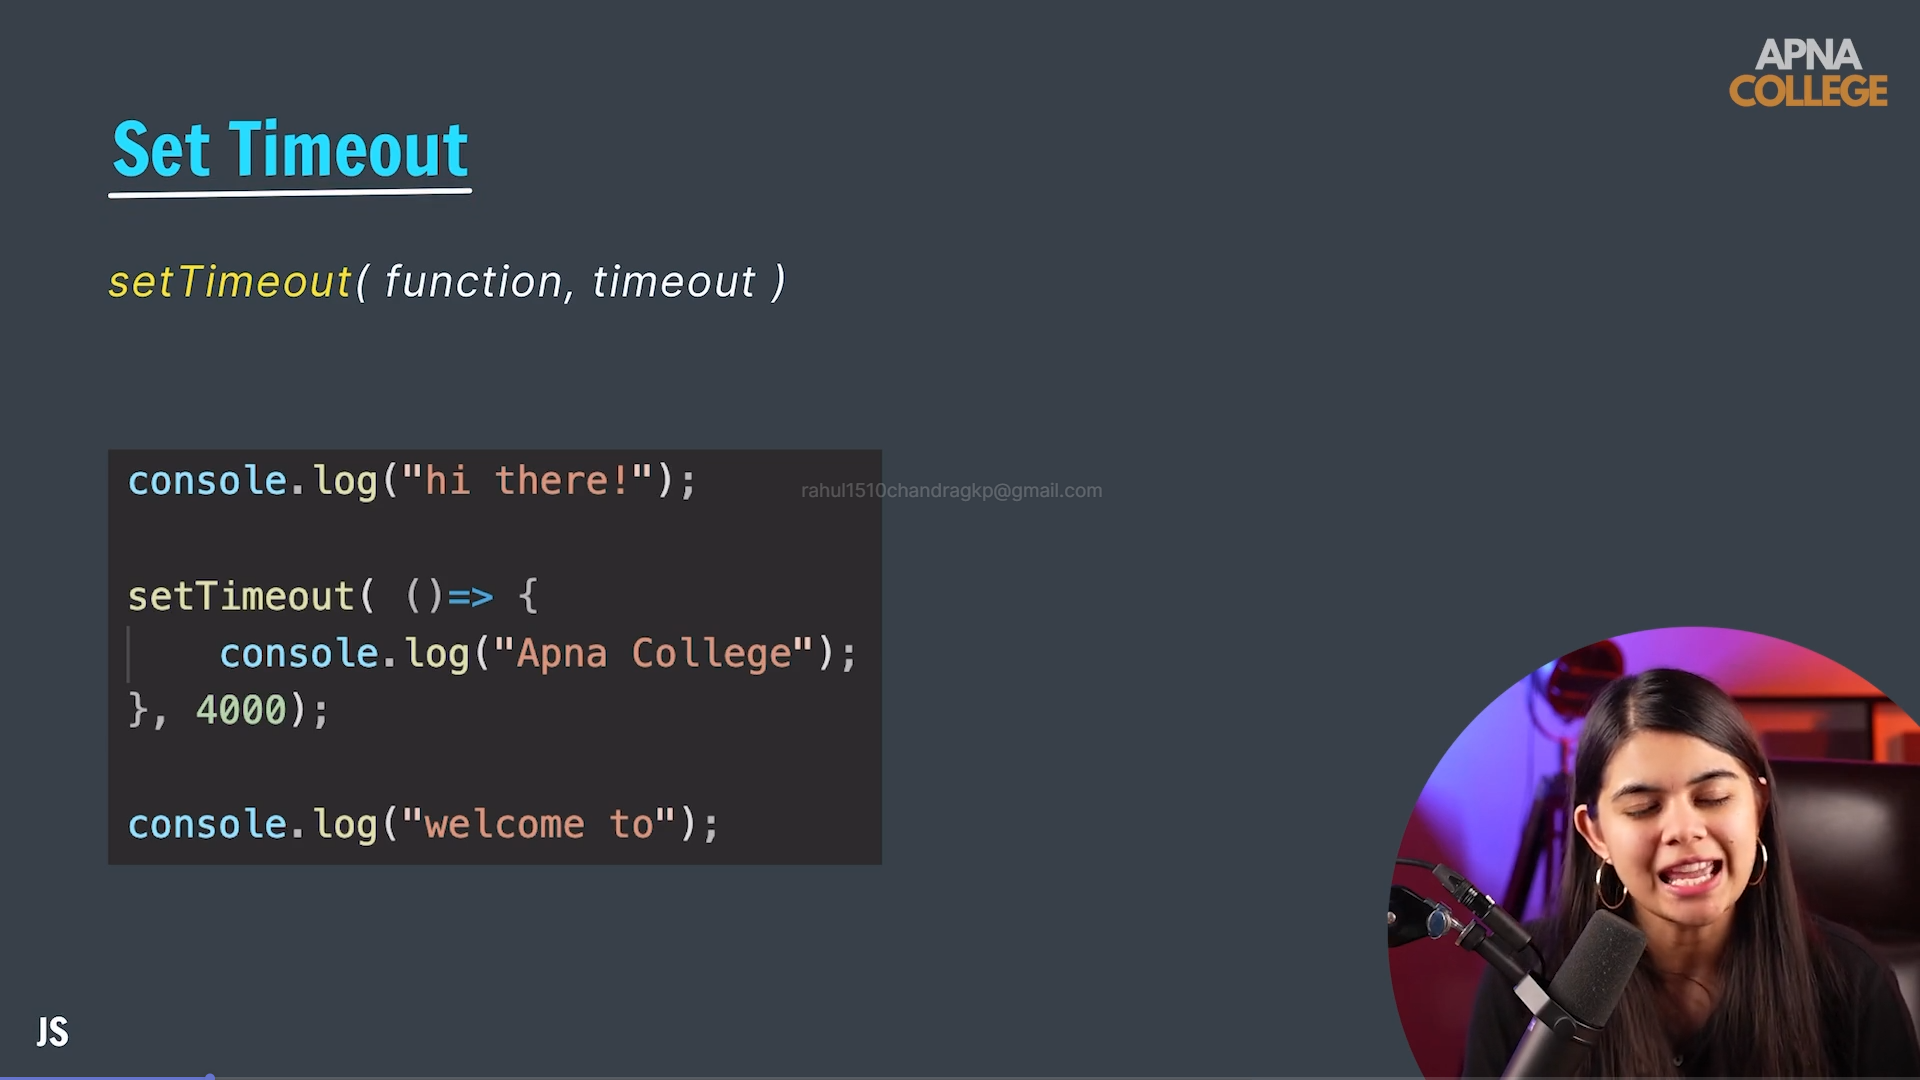 APNA
COLLEGE
Set Timeout
setTimeout( function, timeout )
console.log("hi there!");
rahul1510chandragkp@gmail.com
setTimeout( ()=> {
console.log("Apna College");
}, 4000);
console.log("welcome to");
JS